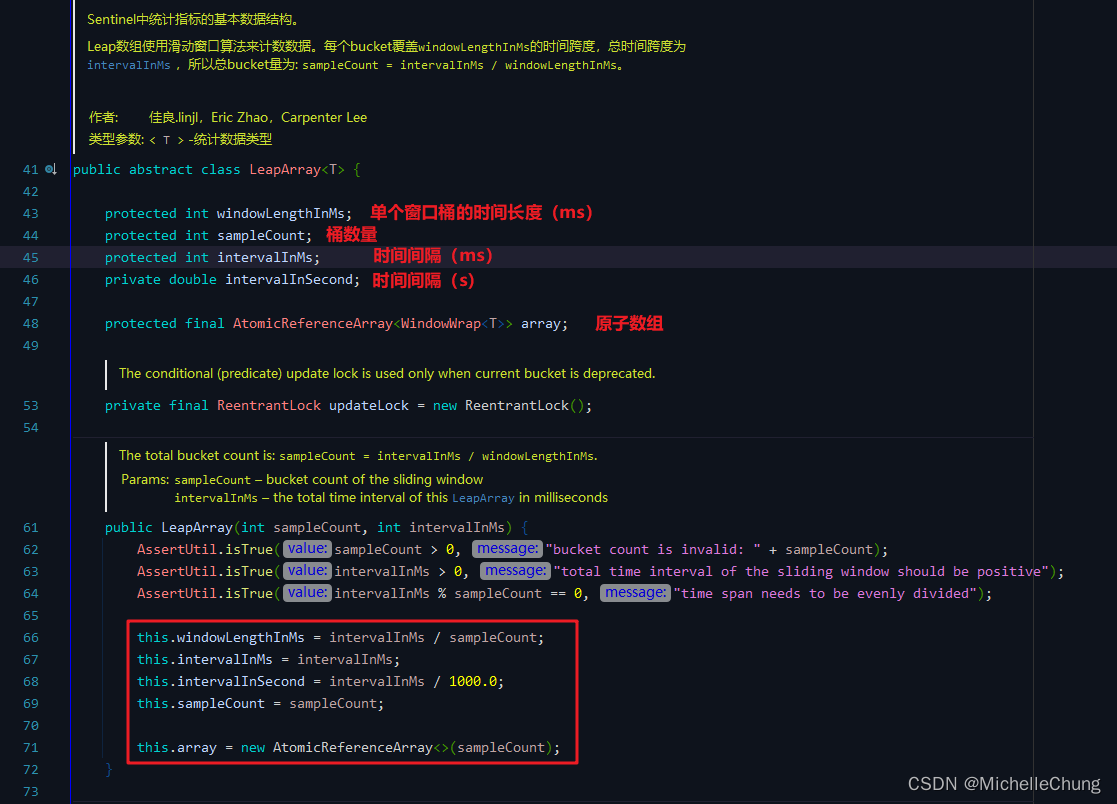 Sentinel中统计指标的基本数据结构。
Leap数组使用滑动窗口算法来计数数据。每个bucket覆盖windowLengthInMs的时间跨度，总时间跨度为
intervalInMs ，所以总bucket量为: sampleCount = intervalInMs / windowLengthInMs。
作者: 佳良.linjl，Eric Zhao，Carpenter Lee
类型参数: < T > -统计数据类型
41 public abstract class LeapArray<T> {
42
43 protected int windowLengthInMs; 单个窗口桶的时间长度（ms）
44 protected int sampleCount; 桶数量
45 protected int intervalInMs; 时间间隔（ms）
46 private double intervalInSecond; 时间间隔（s）
47
48 protected final AtomicReferenceArray<WindowWrap<T>> array; 原子数组
49
The conditional (predicate) update lock is used only when current bucket is deprecated.
53 private final ReentrantLock updateLock = new ReentrantLock();
54
The total bucket count is: sampleCount = intervalInMs / windowLengthInMs.
Params: sampleCount – bucket count of the sliding window
intervalInMs – the total time interval of this LeapArray in milliseconds
61 public LeapArray(int sampleCount, int intervalInMs) {
62 AssertUtil.isTrue( value: sampleCount > 0, message: "bucket count is invalid: " + sampleCount);
63 AssertUtil.isTrue( value: intervalInMs > 0, message: "total time interval of the sliding window should be positive");
64 AssertUtil.isTrue( value: intervalInMs % sampleCount == 0, message: "time span needs to be evenly divided");
65
66 this.windowLengthInMs = intervalInMs / sampleCount;
67 this.intervalInMs = intervalInMs;
68 this.intervalInSecond = intervalInMs / 1000.0;
69 this.sampleCount = sampleCount;
70
71 this.array = new AtomicReferenceArray<>(sampleCount);
72 }
73
CSDN @MichelleChung